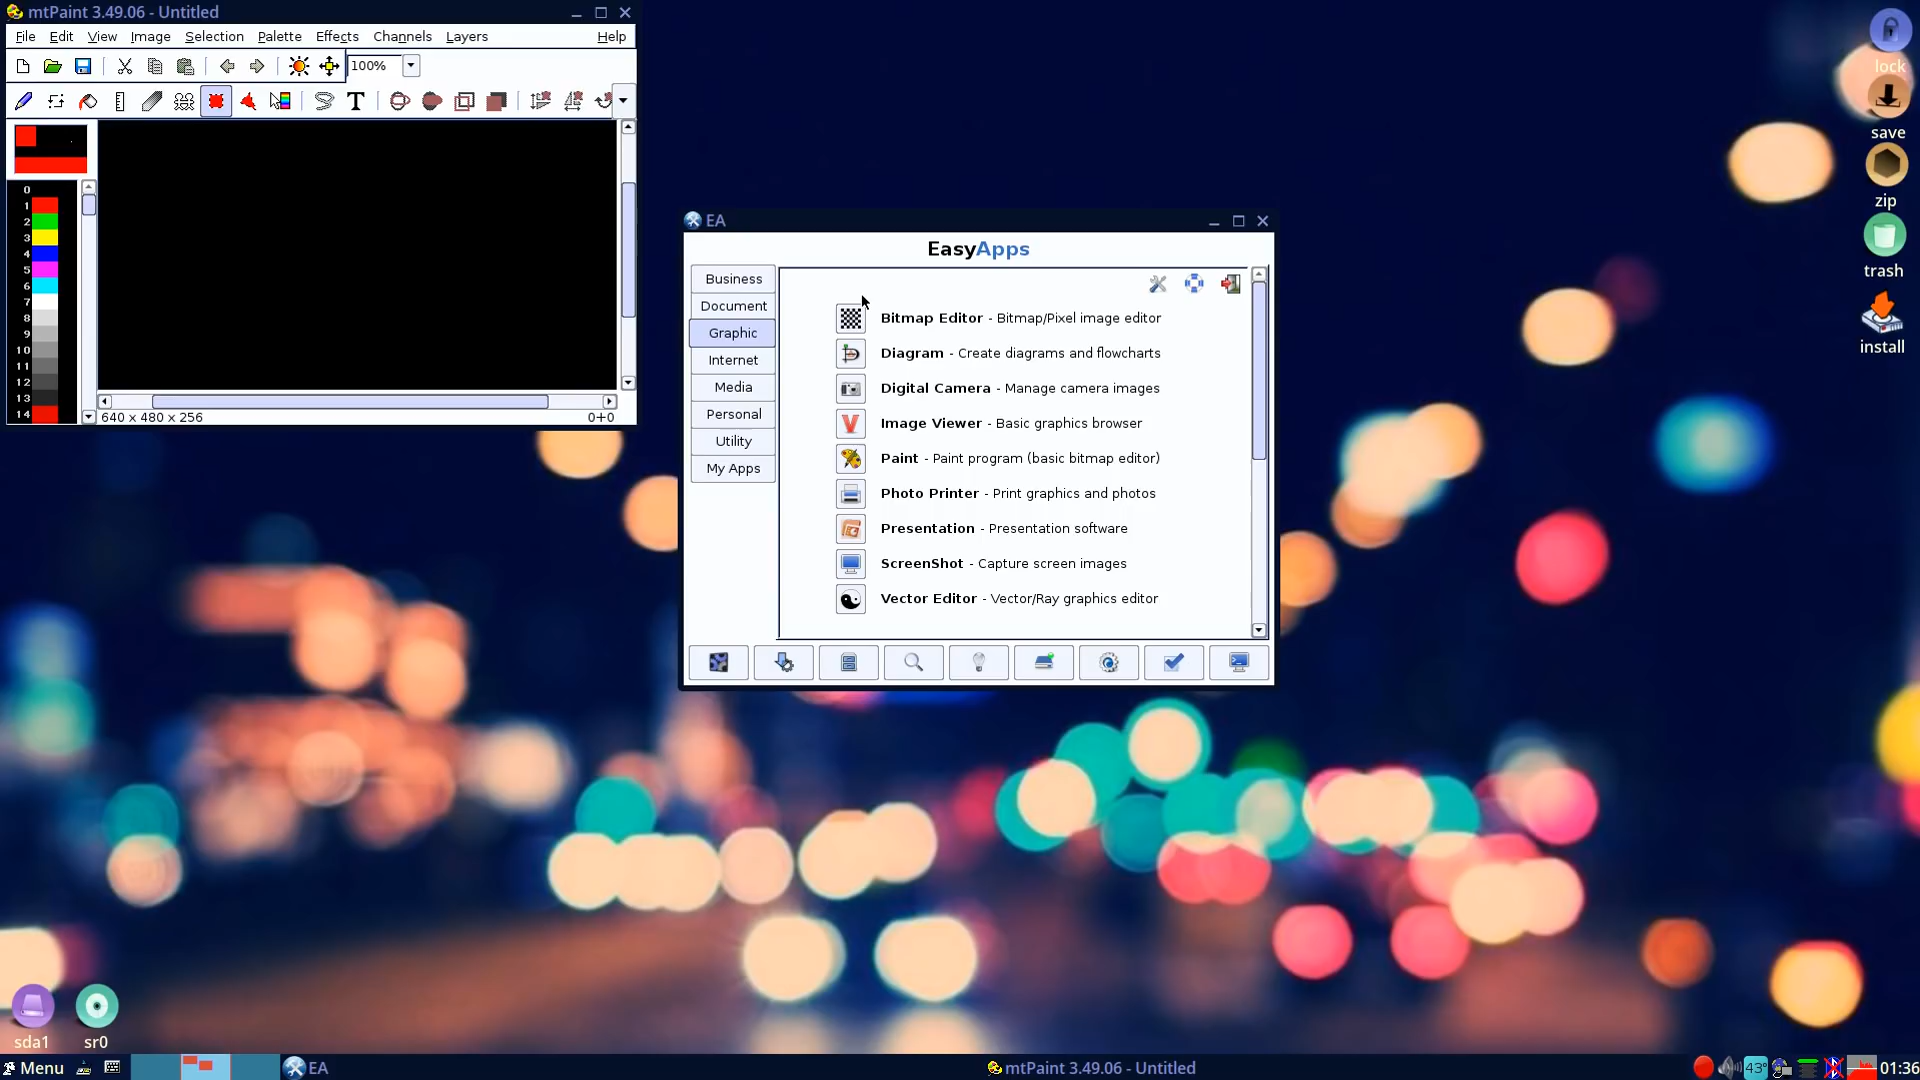 mtPaint 3.49.06 - Untitled
File Edit View Image Selection Palette Effects Channels Layers Help
100%
0
1
2
3
4
5
6
7
8
9
10
11
12
13
14
640 x 480 x 256 0+0
EA
EasyApps
Business
Document
Graphic
Internet
Media
Personal
Utility
My Apps
Bitmap Editor - Bitmap/Pixel image editor
Diagram - Create diagrams and flowcharts
Digital Camera - Manage camera images
Image Viewer - Basic graphics browser
Paint - Paint program (basic bitmap editor)
Photo Printer - Print graphics and photos
Presentation - Presentation software
ScreenShot - Capture screen images
Vector Editor - Vector/Ray graphics editor
lock
save
zip
trash
install
sda1 sr0
Menu EA mtPaint 3.49.06 - Untitled 43° 01:36